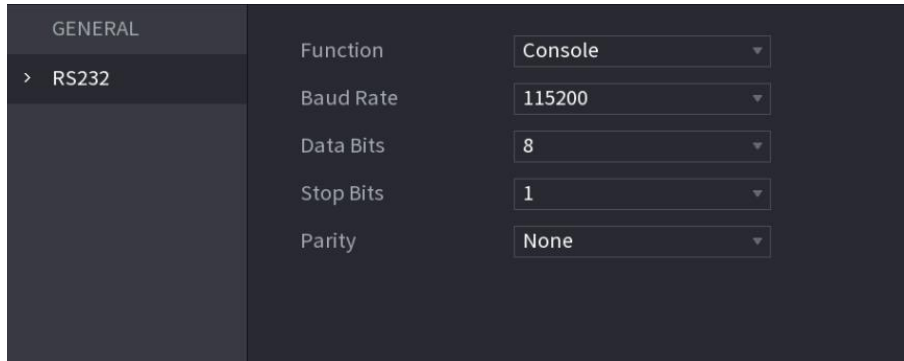 GENERAL
> RS232
Function Console
Baud Rate 115200
Data Bits 8
Stop Bits 1
Parity None